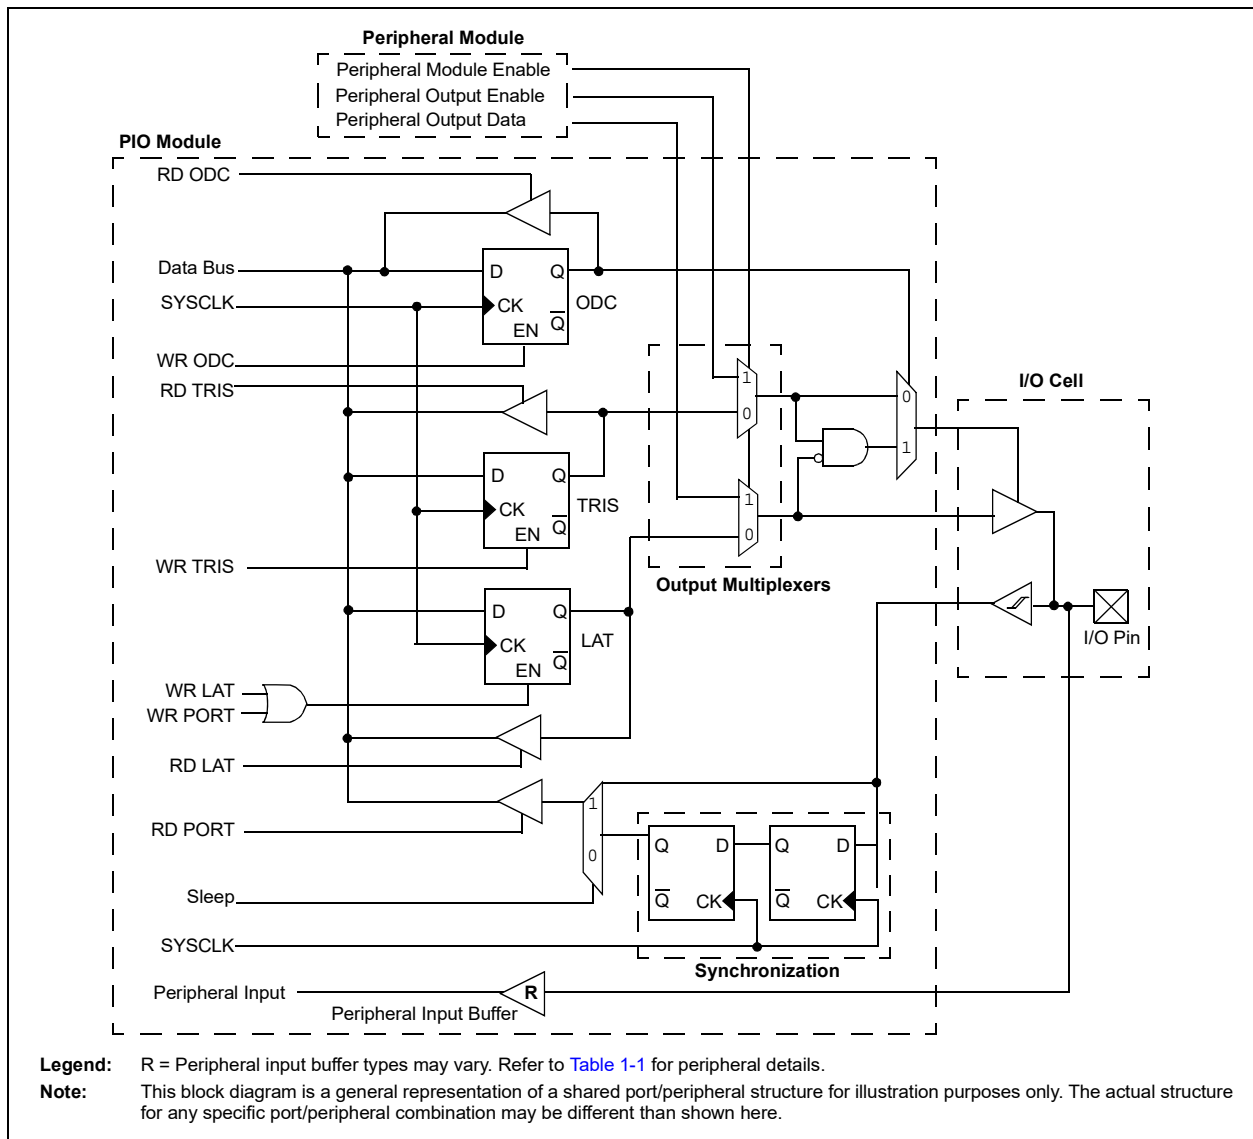 Peripheral Module
Peripheral Module Enable
Peripheral Output Enable
Peripheral Output Data
PIO Module
RD ODC
Data Bus
D
Q
SYSCLK
CK
ODC
EN
Q
WR ODC
RD TRIS
1
0
0
1
I/O Cell
D
Q
CK
TRIS
EN
Q
1
0
WR TRIS
Output Multiplexers
D
Q
CK
LAT
EN
Q
I/O Pin
WR LAT
WR PORT
RD LAT
1
0
RD PORT
Q
D
Q
D
Q
CK
Q
CK
Sleep
SYSCLK
Synchronization
Peripheral Input
R
Peripheral Input Buffer
Legend: R = Peripheral input buffer types may vary. Refer to Table 1-1 for peripheral details.
Note: This block diagram is a general representation of a shared port/peripheral structure for illustration purposes only. The actual structure
for any specific port/peripheral combination may be different than shown here.